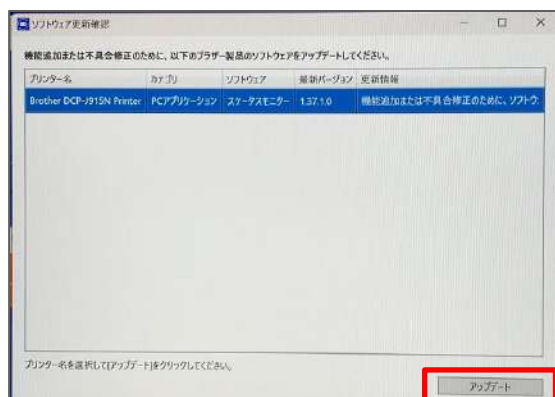 ソフトウェア更新確認
機能追加または不具合修正のために、以下のブラザー製品のソフトウェアをアップデートしてください。
プリンター名 カテゴリ ソフトウェア 最新バージョン 更新情報
Brother DCP-J915N Printer PCアプリケーション ステータスモニター 1.37.1.0 機能追加または不具合修正のために、ソフトウ
プリンター名を選択して[アップデート]をクリックしてください。
アップデート